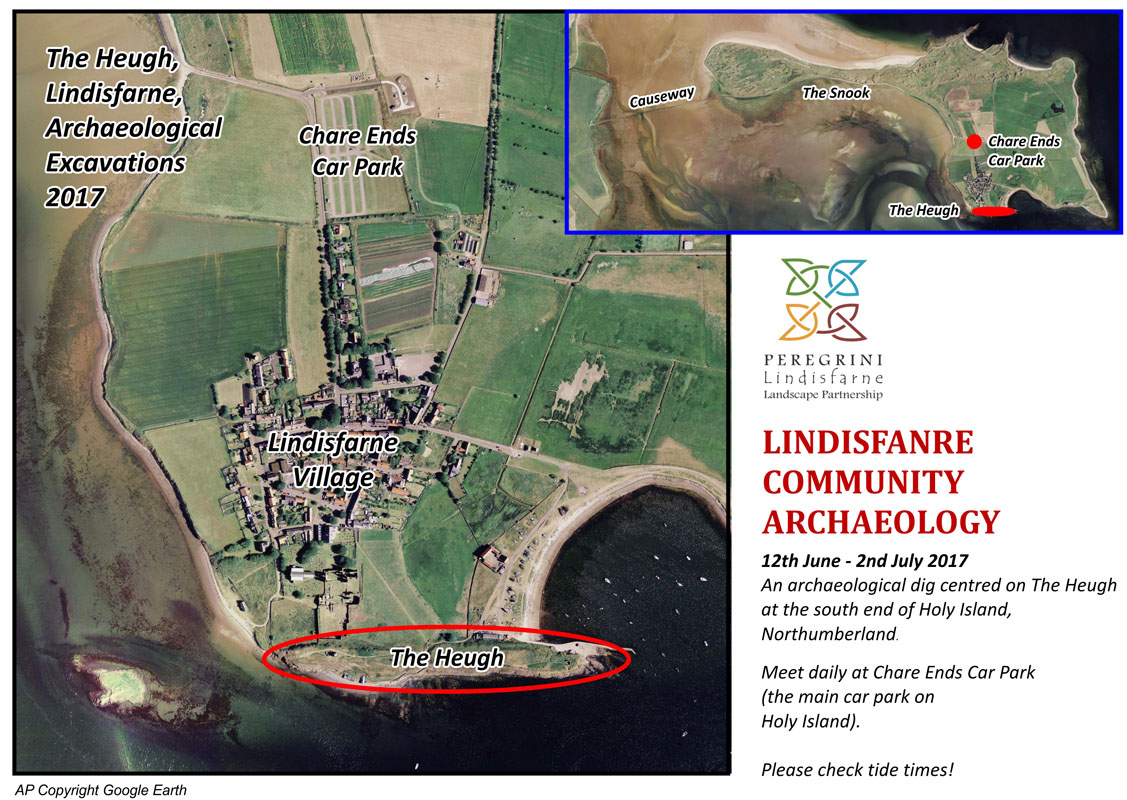 The Heugh,
Lindisfarne,
Archaeological
Excavations
2017
Chare Ends
Car Park
Lindisfarne
Village
The Heugh
AP Copyright Google Earth
Causeway
The Snook
Chare Ends
Car Park
The Heugh
PEREGRINI
Lindisfarne
Landscape Partnership
LINDISFANRE
COMMUNITY
ARCHAEOLOGY
12th June - 2nd July 2017
An archaeological dig centred on The Heugh
at the south end of Holy Island,
Northumberland.
Meet daily at Chare Ends Car Park
(the main car park on
Holy Island).
Please check tide times!